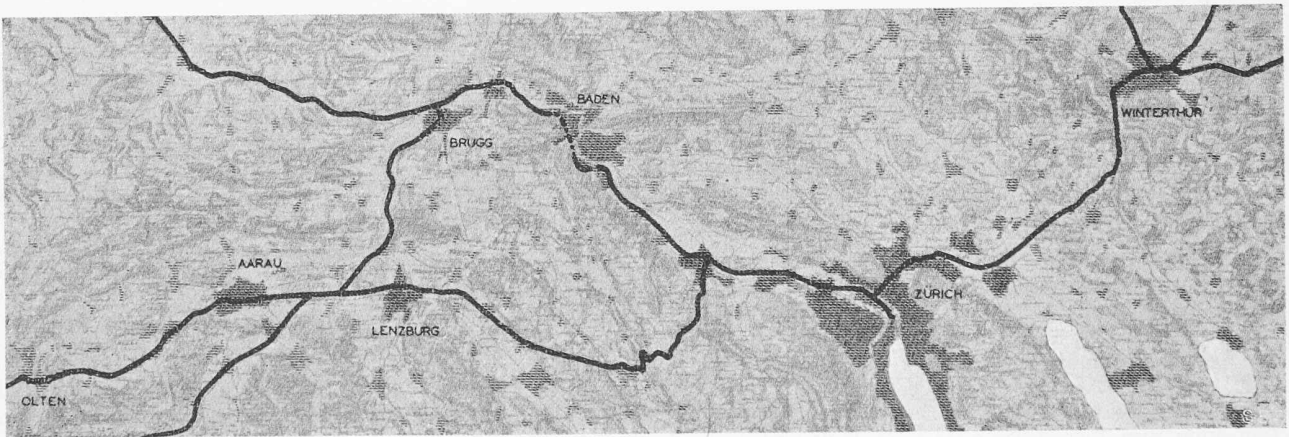 BADEN
BRUGG
WINTERTHUR
AARAU
ZÜRICH
LENZBURG
OLTEN